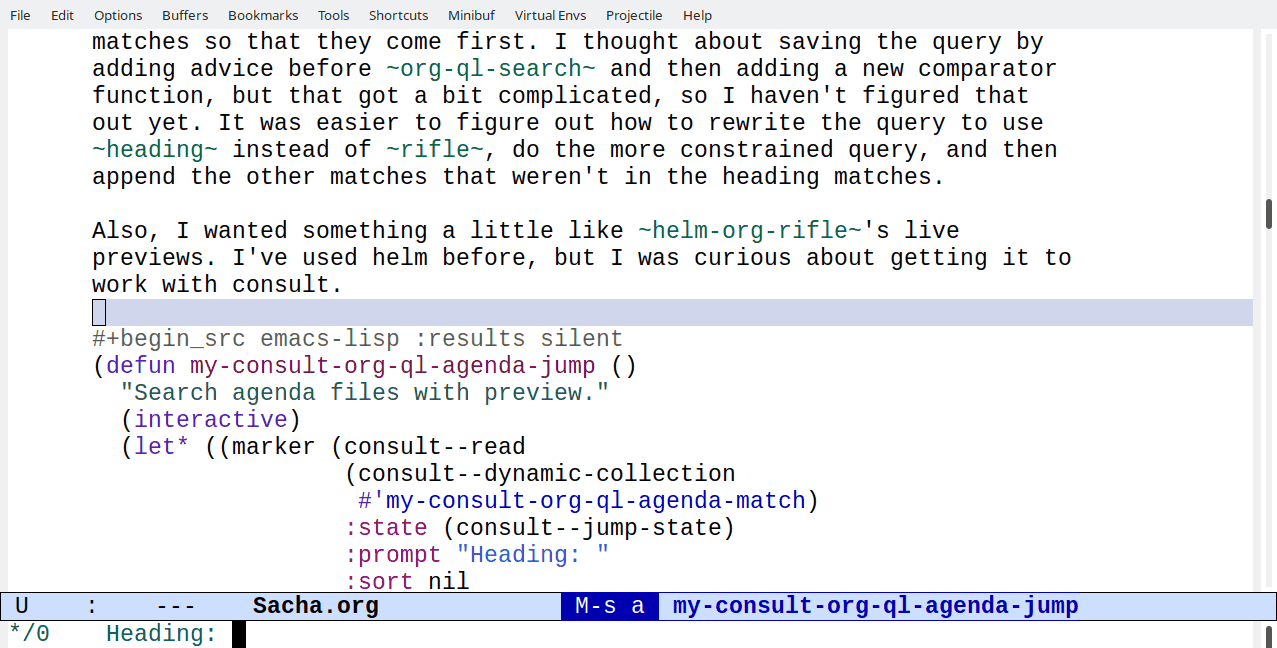 File Edit Options Buffers Bookmarks Tools Shortcuts Minibuf Virtual Envs Projectile Help
matches so that they come first. I thought about saving the query by
adding advice before ~org-ql-search~ and then adding a new comparator
function, but that got a bit complicated, so I haven't figured that
out yet. It was easier to figure out how to rewrite the query to use
~heading~ instead of ~rifle~, do the more constrained query, and then
append the other matches that weren't in the heading matches.
Also, I wanted something a little like ~helm-org-rifle~'s live
previews. I've used helm before, but I was curious about getting it to
work with consult.
#+begin_src emacs-lisp :results silent
(defun my-consult-org-ql-agenda-jump ()
  "Search agenda files with preview."
  (interactive)
  (let* ((marker (consult--read
                  (consult--dynamic-collection
                   #'my-consult-org-ql-agenda-match)
                  :state (consult--jump-state)
                  :prompt "Heading: "
                  :sort nil
U : --- Sacha.org M-s a my-consult-org-ql-agenda-jump
*/0 Heading: